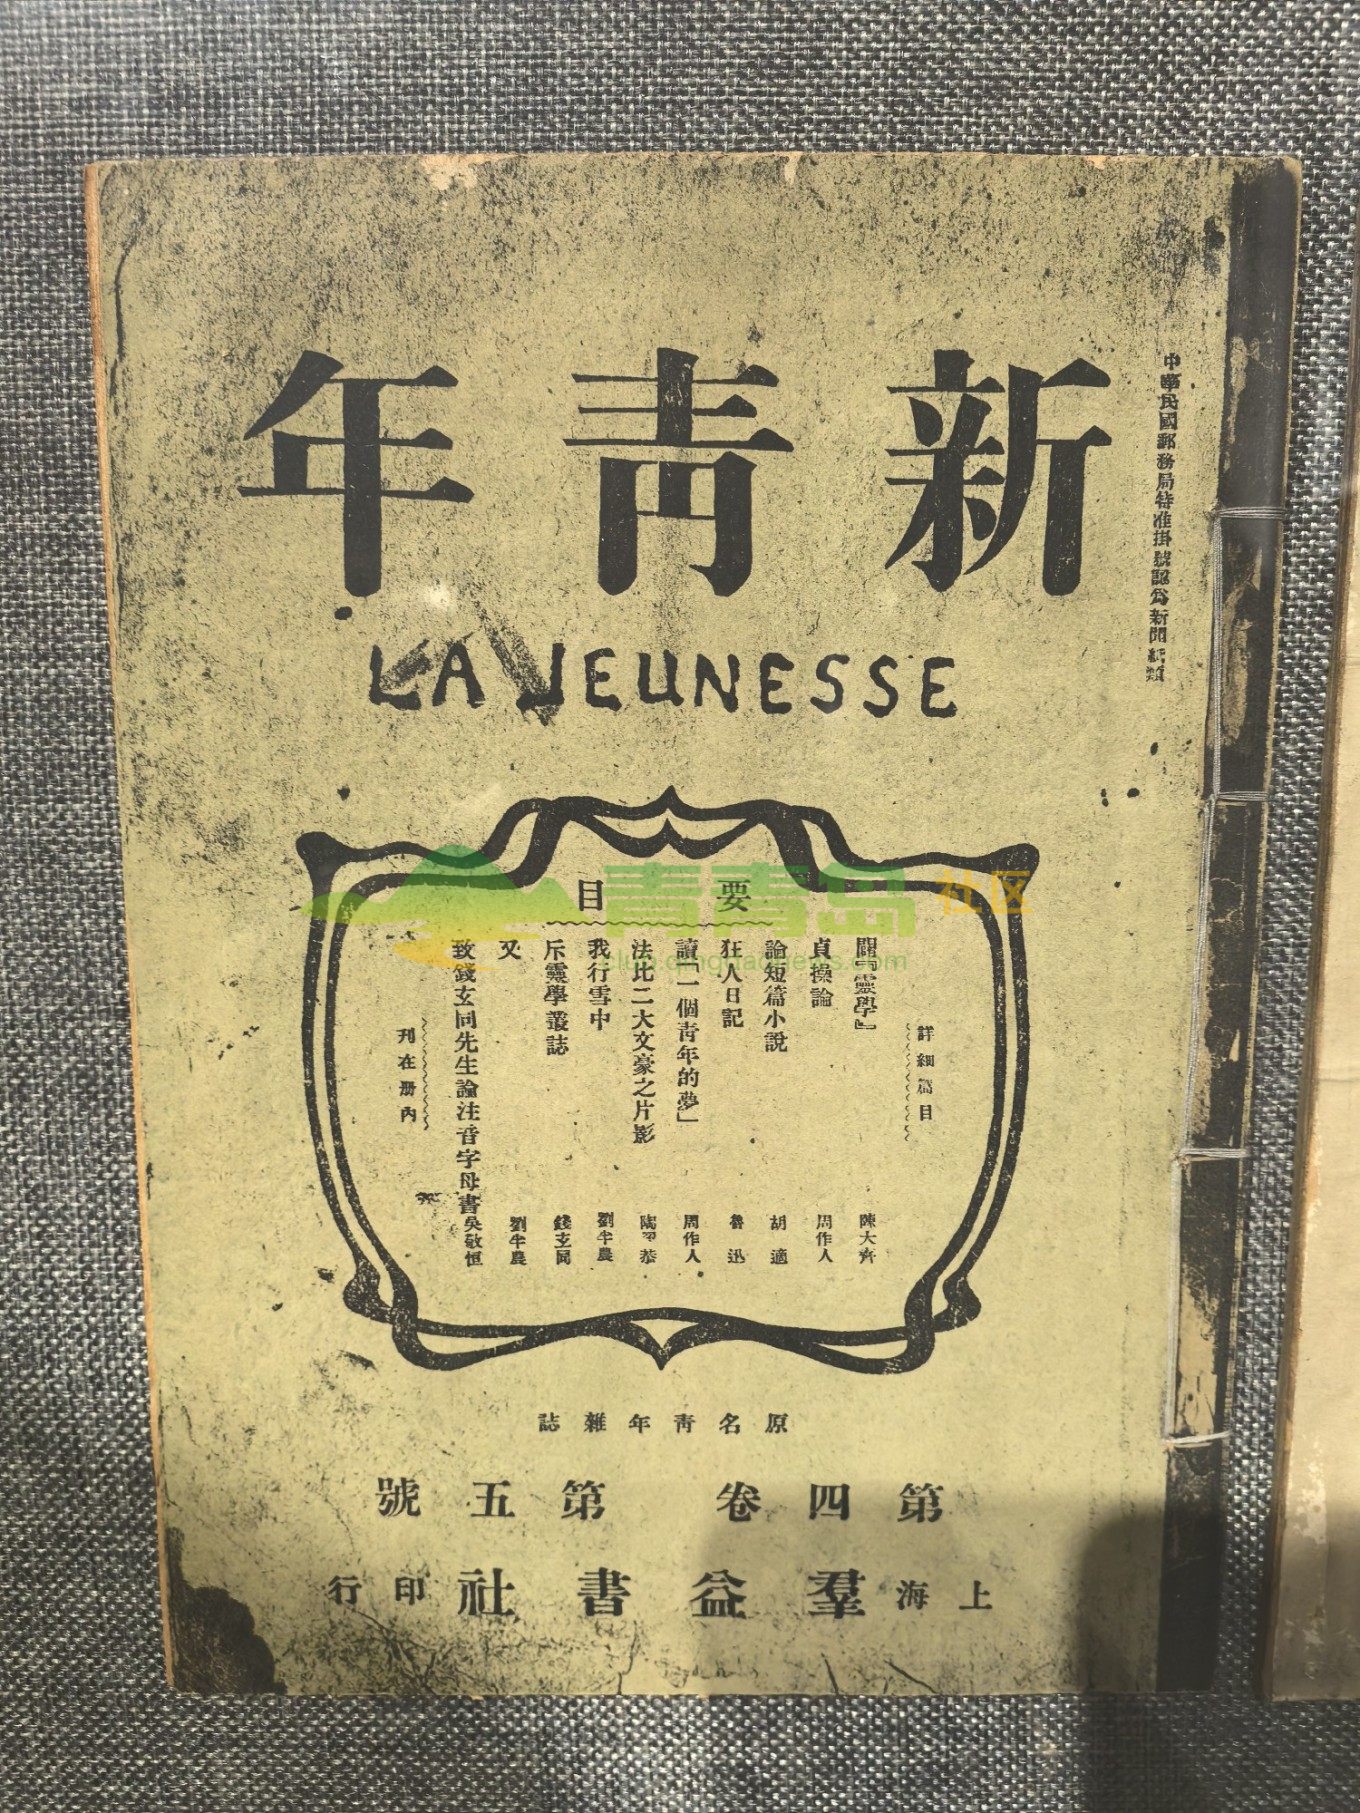 中華民國郵務局特准掛號認爲新聞紙類
新青年
LA JEUNESSE
要目
詳細篇目
闢『靈學』 陳大齊
貞操論 周作人
論短篇小說 胡適
狂人日記 魯迅
讀「一個青年的夢」 周作人
法比二大文豪之片影 陶履恭
我行雪中 劉半農
斥靈學叢誌 錢玄同
又 劉半農
致錢玄同先生論注音字母書 吳敬恒
刊在册內
原名青年雜誌
第四卷 第五號
上海羣益書社印行
青青岛社区
club.qingdaonews.com